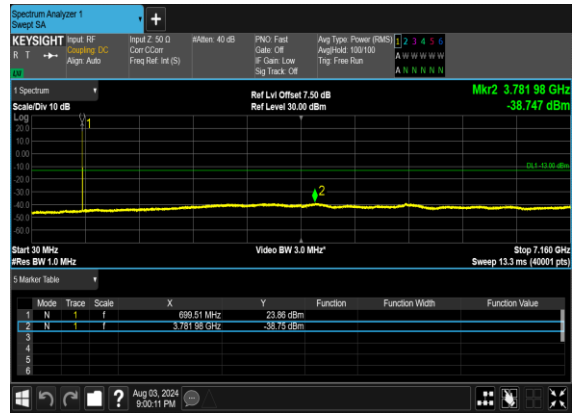 Spectrum Analyzer 1
Swept SA
+
KEYSIGHT Input: RF Input Z: 50 Ω #Atten: 40 dB PNO: Fast Avg Type: Power (RMS) 1 2 3 4 5 6
R T Coupling: DC Corr CCorr Gate: Off Avg|Hold: 100/100 A W W W W W
Align: Auto Freq Ref: Int (S) IF Gain: Low Trig: Free Run
Sig Track: Off A N N N N N
1 Spectrum Ref Lvl Offset 7.50 dB Mkr2 3.781 98 GHz
Scale/Div 10 dB Ref Level 30.00 dBm -38.747 dBm
Log
1
20.0
10.0
0.00
-10.0
DL1 -13.00 dBm
-20.0
-30.0
2
-40.0
-50.0
-60.0
Start 30 MHz Video BW 3.0 MHz* Stop 7.160 GHz
#Res BW 1.0 MHz Sweep 13.3 ms (40001 pts)
5 Marker Table
Mode Trace Scale X Y Function Function Width Function Value
1 N 1 f 699.51 MHz 23.86 dBm
2 N 1 f 3.781 98 GHz -38.75 dBm
3
4
5
6
? Aug 03, 2024
9:00:11 PM